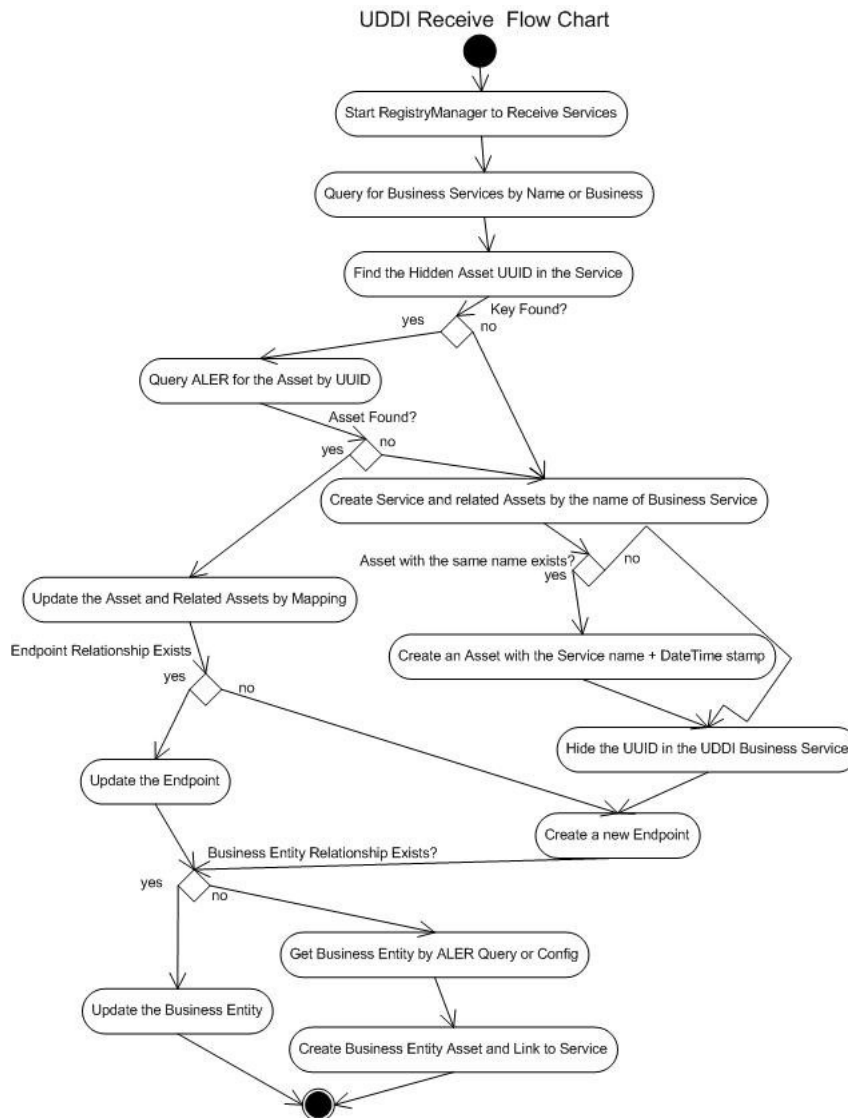 UDDI Receive Flow Chart
Start RegistryManager to Receive Services
Query for Business Services by Name or Business
Find the Hidden Asset UUID in the Service
Key Found?
yes
no
Query ALER for the Asset by UUID
Asset Found?
yes
no
Create Service and related Assets by the name of Business Service
Asset with the same name exists?
yes
no
Update the Asset and Related Assets by Mapping
Endpoint Relationship Exists
yes
no
Create an Asset with the Service name + DateTime stamp
Hide the UUID in the UDDI Business Service
Update the Endpoint
Create a new Endpoint
Business Entity Relationship Exists?
yes
no
Get Business Entity by ALER Query or Config
Update the Business Entity
Create Business Entity Asset and Link to Service